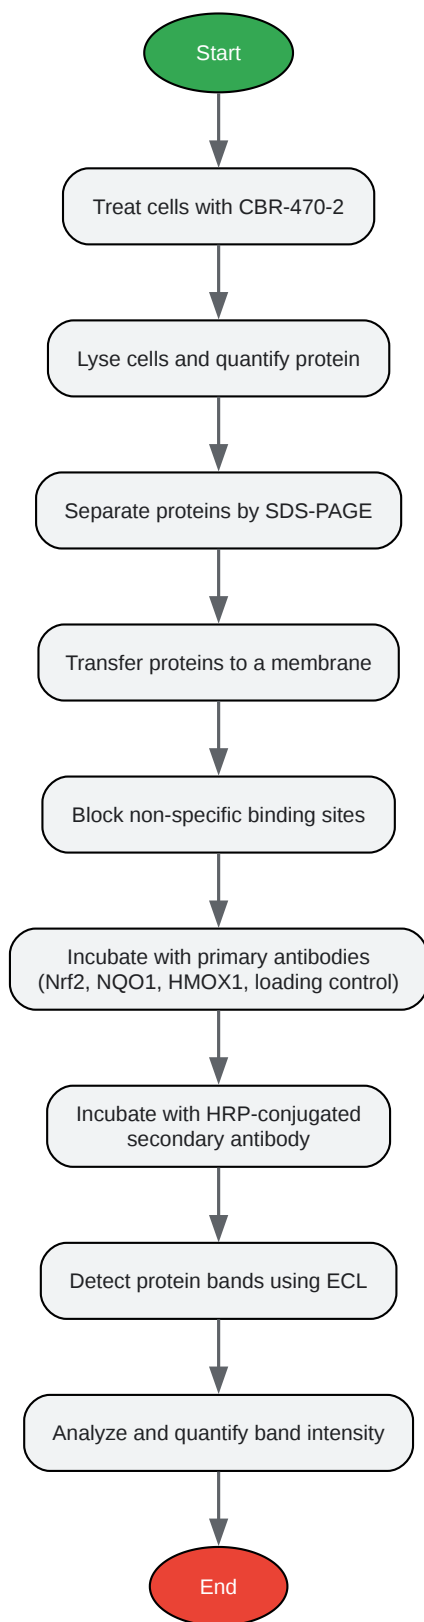 Start
Treat cells with CBR-470-2
Lyse cells and quantify protein
Separate proteins by SDS-PAGE
Transfer proteins to a membrane
Block non-specific binding sites
Incubate with primary antibodies
(Nrf2, NQO1, HMOX1, loading control)
Incubate with HRP-conjugated
secondary antibody
Detect protein bands using ECL
Analyze and quantify band intensity
End